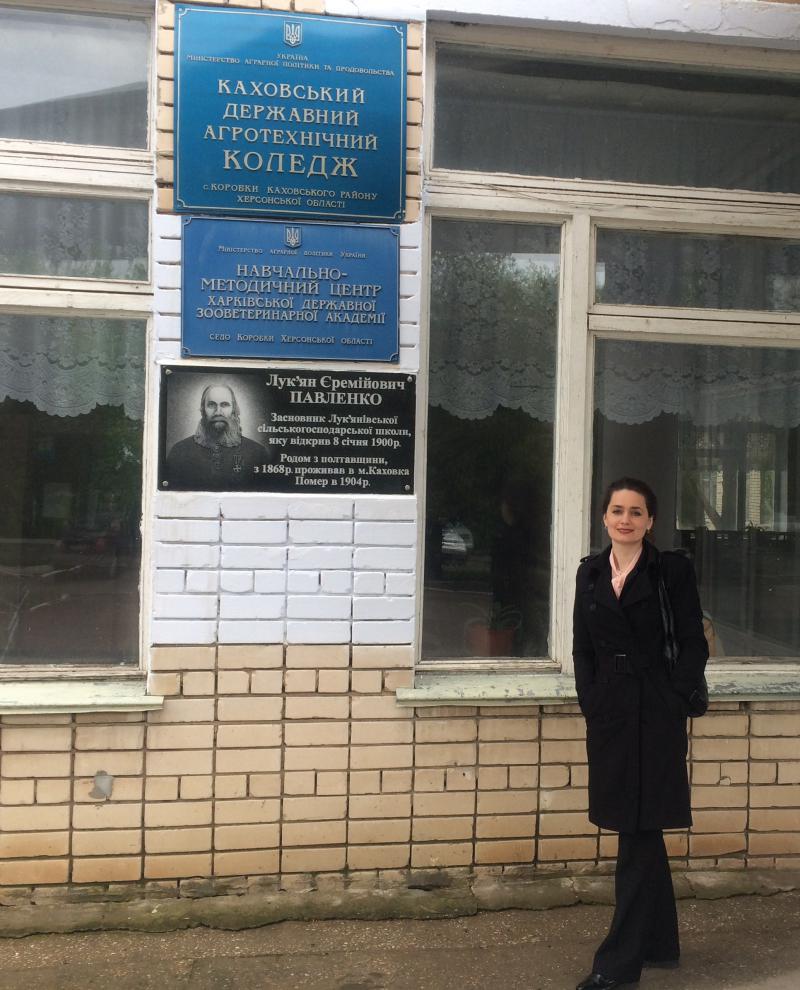 УКРАЇНА
МІНІСТЕРСТВО АГРАРНОЇ ПОЛІТИКИ ТА ПРОДОВОЛЬСТВА
КАХОВСЬКИЙ
ДЕРЖАВНИЙ
АГРОТЕХНІЧНИЙ
КОЛЕДЖ
С. КОРОБКИ КАХОВСЬКОГО РАЙОНУ
ХЕРСОНСЬКОЇ ОБЛАСТІ
МІНІСТЕРСТВО АГРАРНОЇ ПОЛІТИКИ УКРАЇНИ
НАВЧАЛЬНО-
МЕТОДИЧНИЙ ЦЕНТР
ХАРКІВСЬКОЇ ДЕРЖАВНОЇ
ЗООВЕТЕРИНАРНОЇ АКАДЕМІЇ
СЕЛО КОРОБКИ ХЕРСОНСЬКОЇ ОБЛАСТІ
Лук'ян Єремійович
ПАВЛЕНКО
Засновник Лук'янівської
сільськогосподарської школи,
яку відкрив 8 січня 1900р.
Родом з полтавщини,
з 1868р. проживав в м.Каховка
Помер в 1904р.